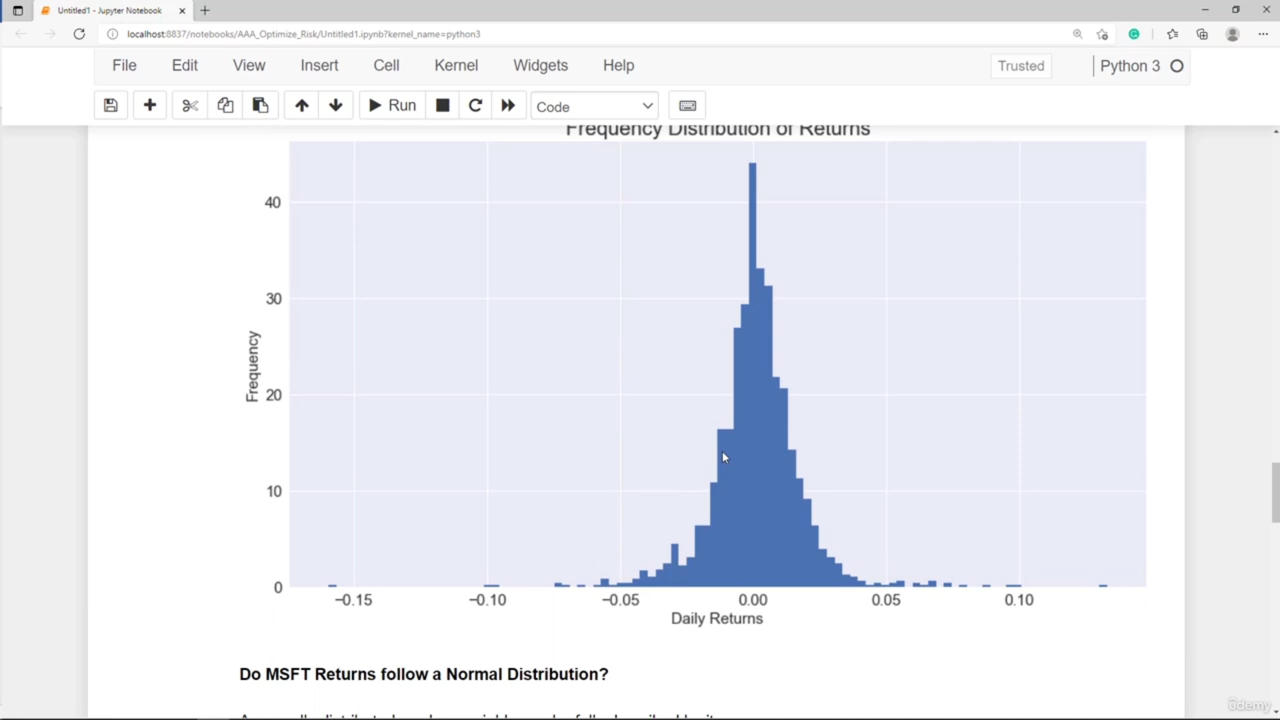 Untitled1 - Jupyter Notebook
localhost:8837/notebooks/AAA_Optimize_Risk/Untitled1.ipynb?kernel_name=python3
File Edit View Insert Cell Kernel Widgets Help Trusted Python 3
Run Code
Frequency Distribution of Returns
40
30
20
10
0
Frequency
−0.15 −0.10 −0.05 0.00 0.05 0.10
Daily Returns
Do MSFT Returns follow a Normal Distribution?
ûdemy